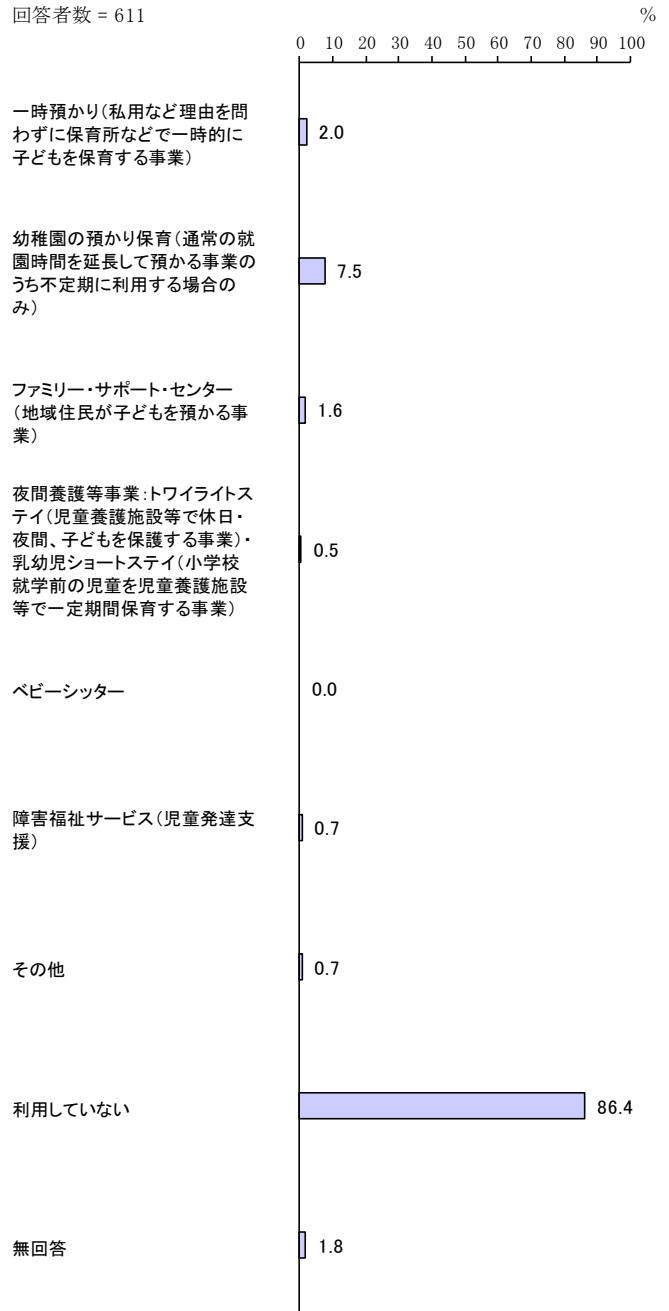 回答者数 = 611
%
0 10 20 30 40 50 60 70 80 90 100
一時預かり（私用など理由を問
わずに保育所などで一時的に
子どもを保育する事業）
2.0
幼稚園の預かり保育（通常の就
園時間を延長して預かる事業の
うち不定期に利用する場合の
み）
7.5
ファミリー・サポート・センター
（地域住民が子どもを預かる事
業）
1.6
夜間養護等事業：トワイライトス
テイ（児童養護施設等で休日・
夜間、子どもを保護する事業）・
乳幼児ショートステイ（小学校
就学前の児童を児童養護施設
等で一定期間保育する事業）
0.5
ベビーシッター
0.0
障害福祉サービス（児童発達支
援）
0.7
その他
0.7
利用していない
86.4
無回答
1.8